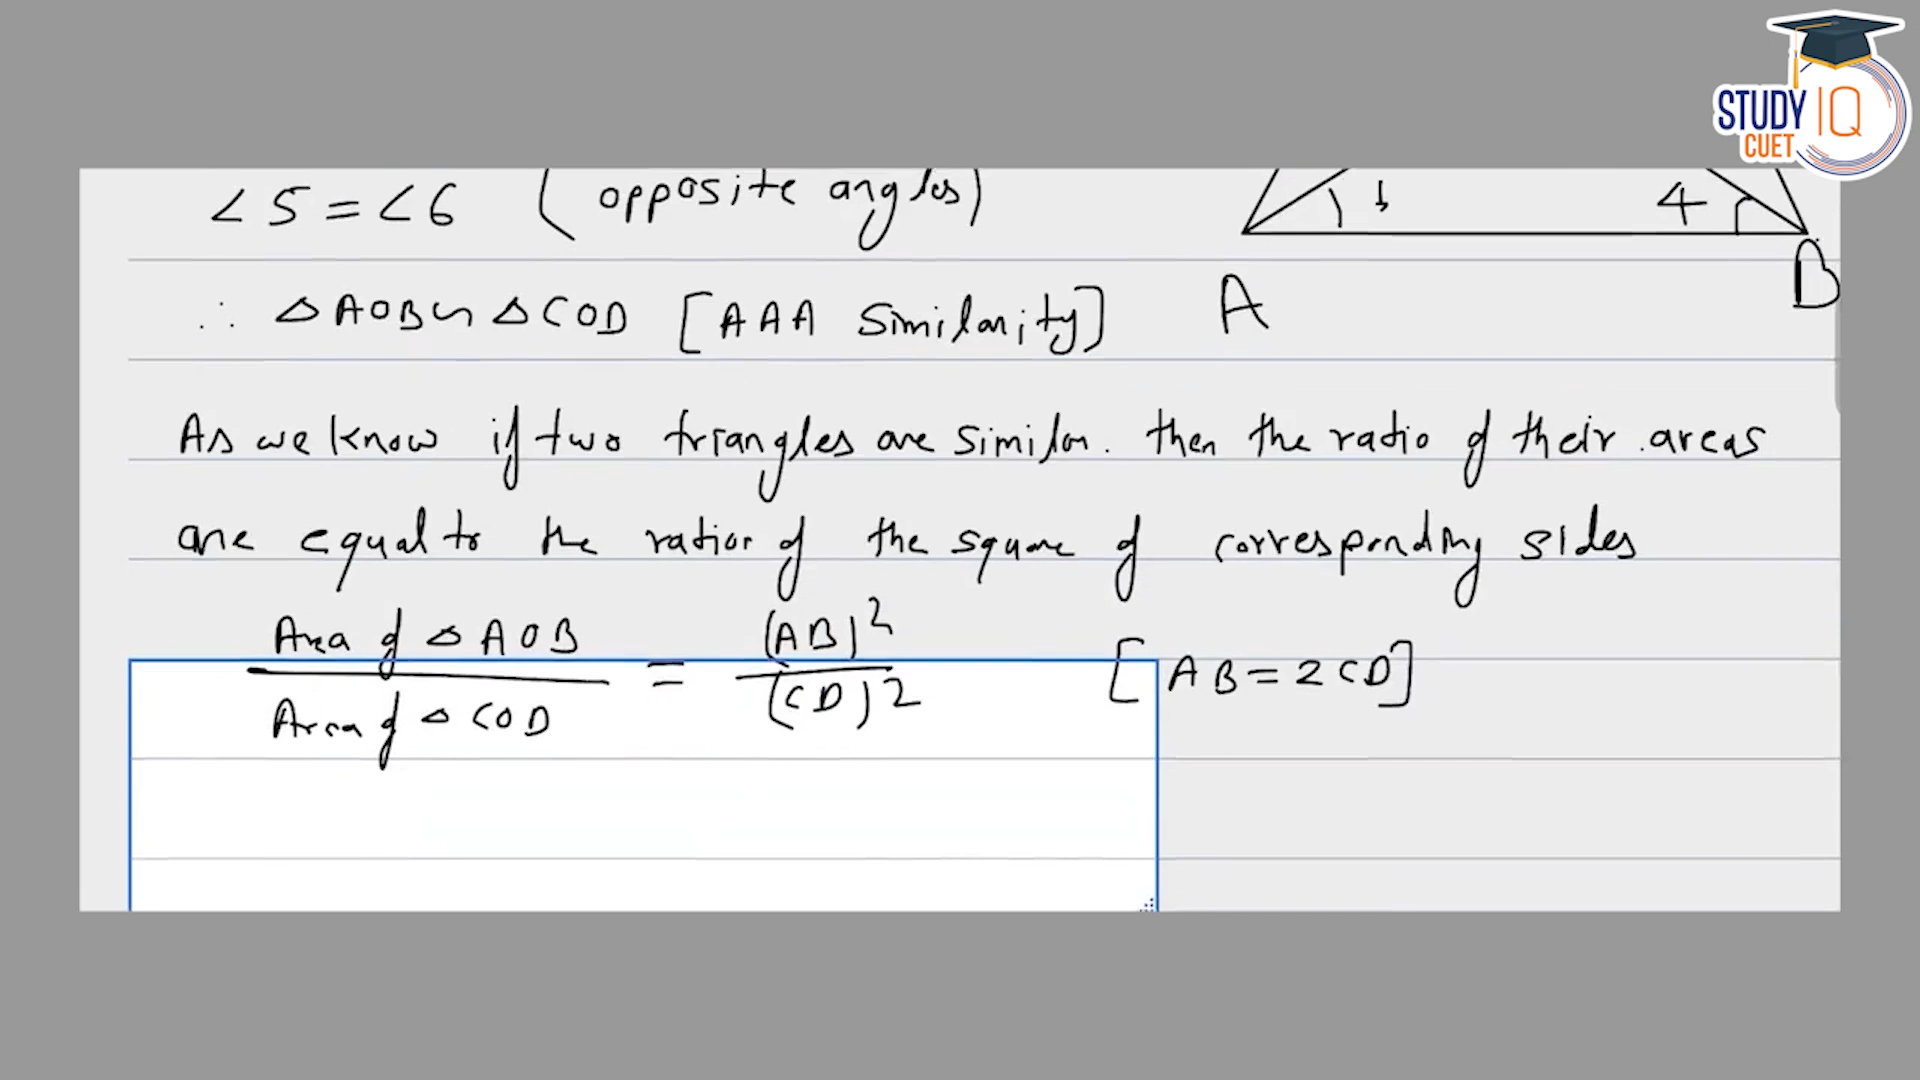 STUDY IQ
CUET
∠5 = ∠6 (opposite angles)
4
A
B
∴ △AOB ~ △COD [AAA Similarity]
As we know if two triangles are similar. then the ratio of their areas
are equal to the ratior of the square of corresponding sides
Area of △AOB = (AB)² [AB = 2CD]
Area of △COD (CD)²